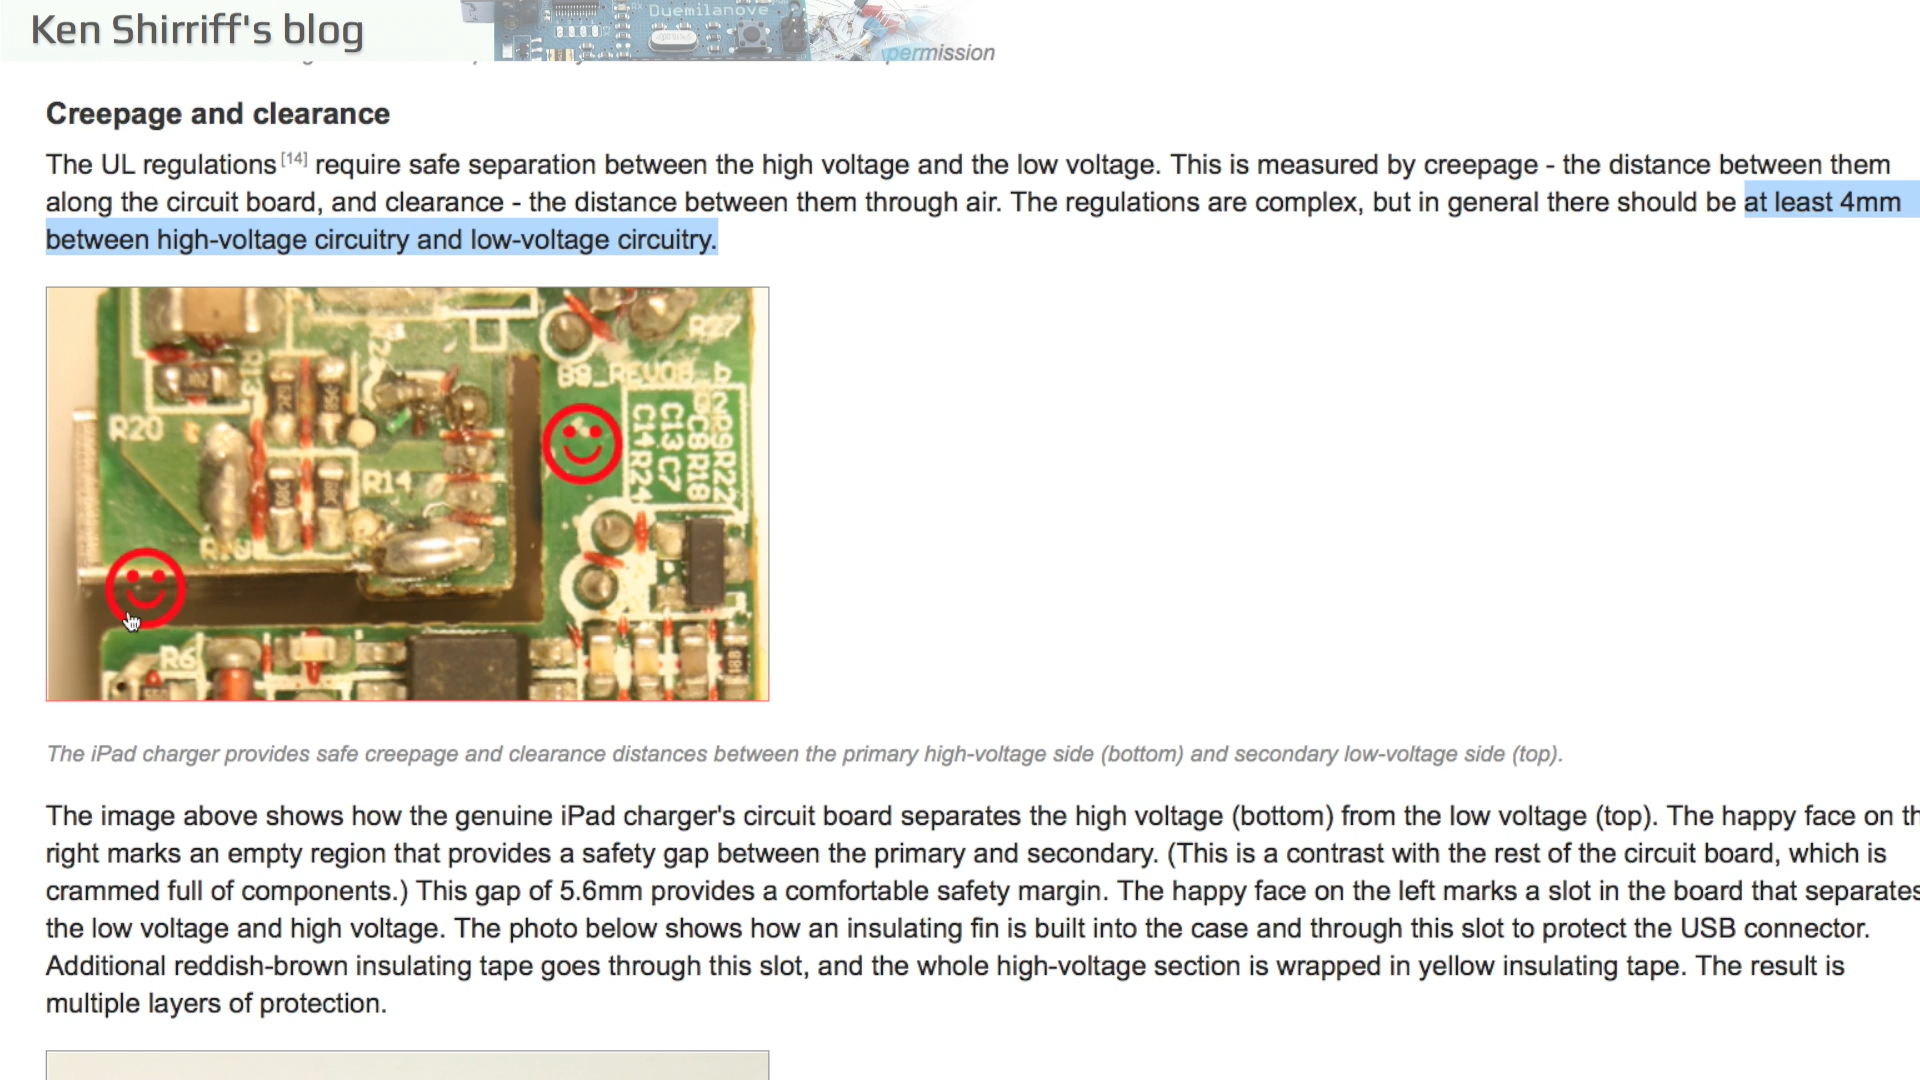 Ken Shirriff's blog
Duemilanove
permission
Creepage and clearance
The UL regulations [14] require safe separation between the high voltage and the low voltage. This is measured by creepage - the distance between them
along the circuit board, and clearance - the distance between them through air. The regulations are complex, but in general there should be at least 4mm
between high-voltage circuitry and low-voltage circuitry.
R27
B9_REV08_b
R20
R14
C14 R24
C13 C7
C8 R18
R9 R22
R6
The iPad charger provides safe creepage and clearance distances between the primary high-voltage side (bottom) and secondary low-voltage side (top).
The image above shows how the genuine iPad charger's circuit board separates the high voltage (bottom) from the low voltage (top). The happy face on th
right marks an empty region that provides a safety gap between the primary and secondary. (This is a contrast with the rest of the circuit board, which is
crammed full of components.) This gap of 5.6mm provides a comfortable safety margin. The happy face on the left marks a slot in the board that separates
the low voltage and high voltage. The photo below shows how an insulating fin is built into the case and through this slot to protect the USB connector.
Additional reddish-brown insulating tape goes through this slot, and the whole high-voltage section is wrapped in yellow insulating tape. The result is
multiple layers of protection.